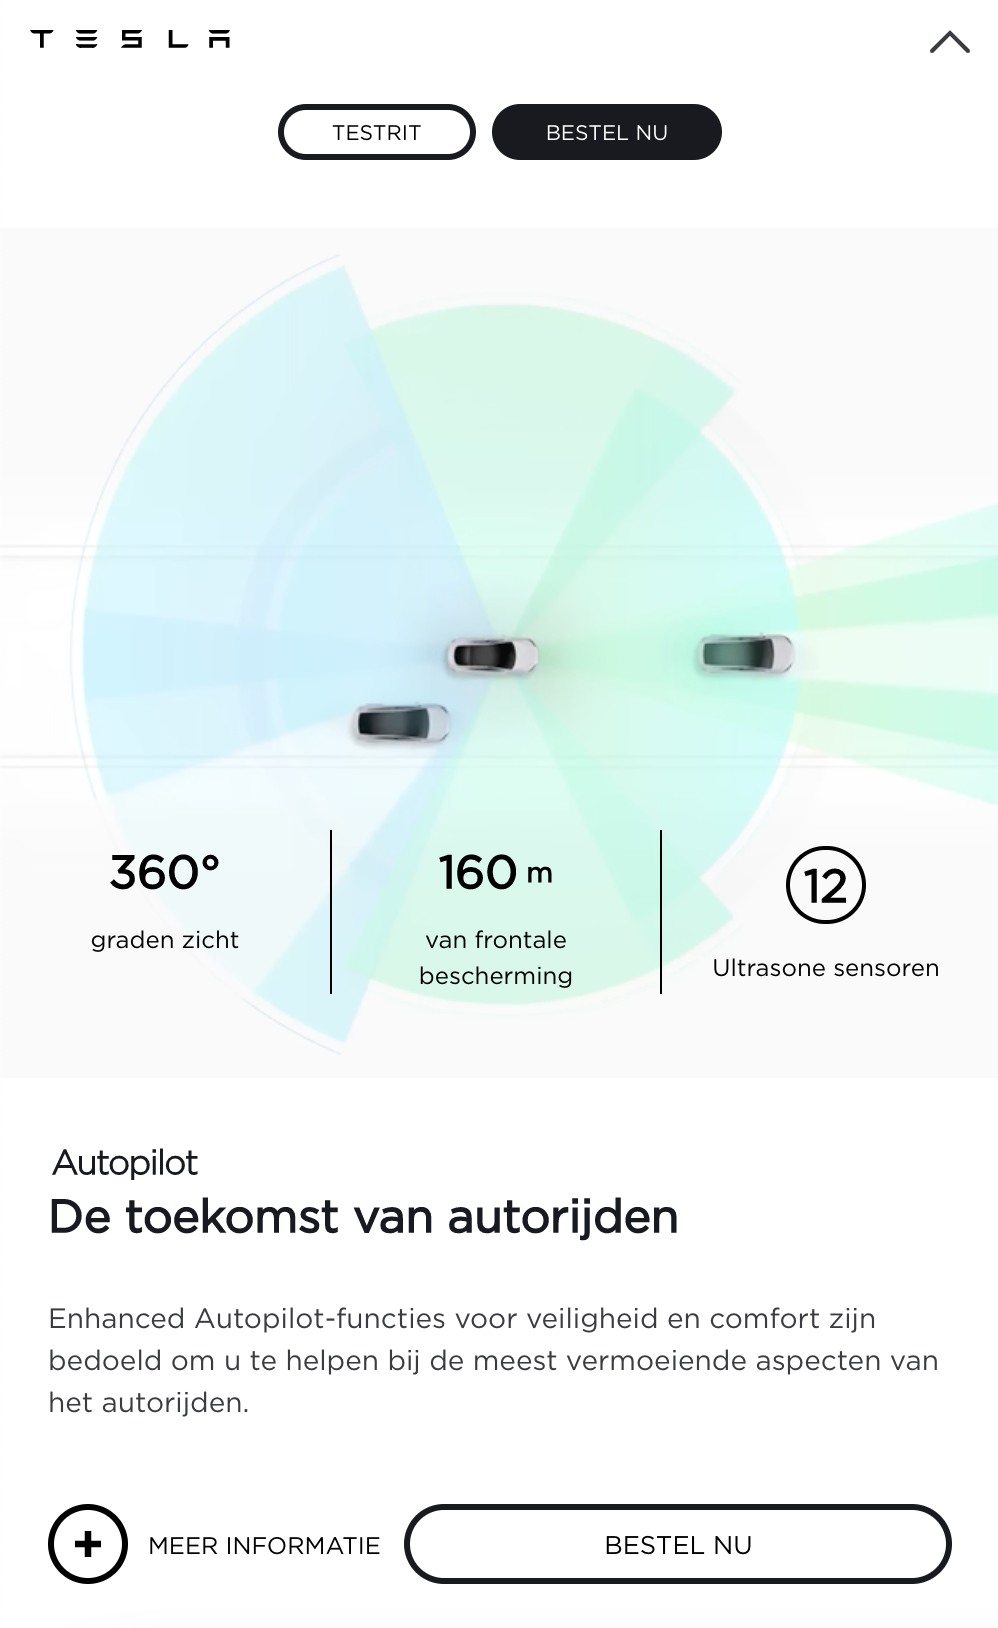 TESLA
TESTRIT
BESTEL NU
360°
graden zicht
160 m
van frontale
bescherming
12
Ultrasone sensoren
Autopilot
De toekomst van autorijden
Enhanced Autopilot-functies voor veiligheid en comfort zijn
bedoeld om u te helpen bij de meest vermoeiende aspecten van
het autorijden.
MEER INFORMATIE
BESTEL NU